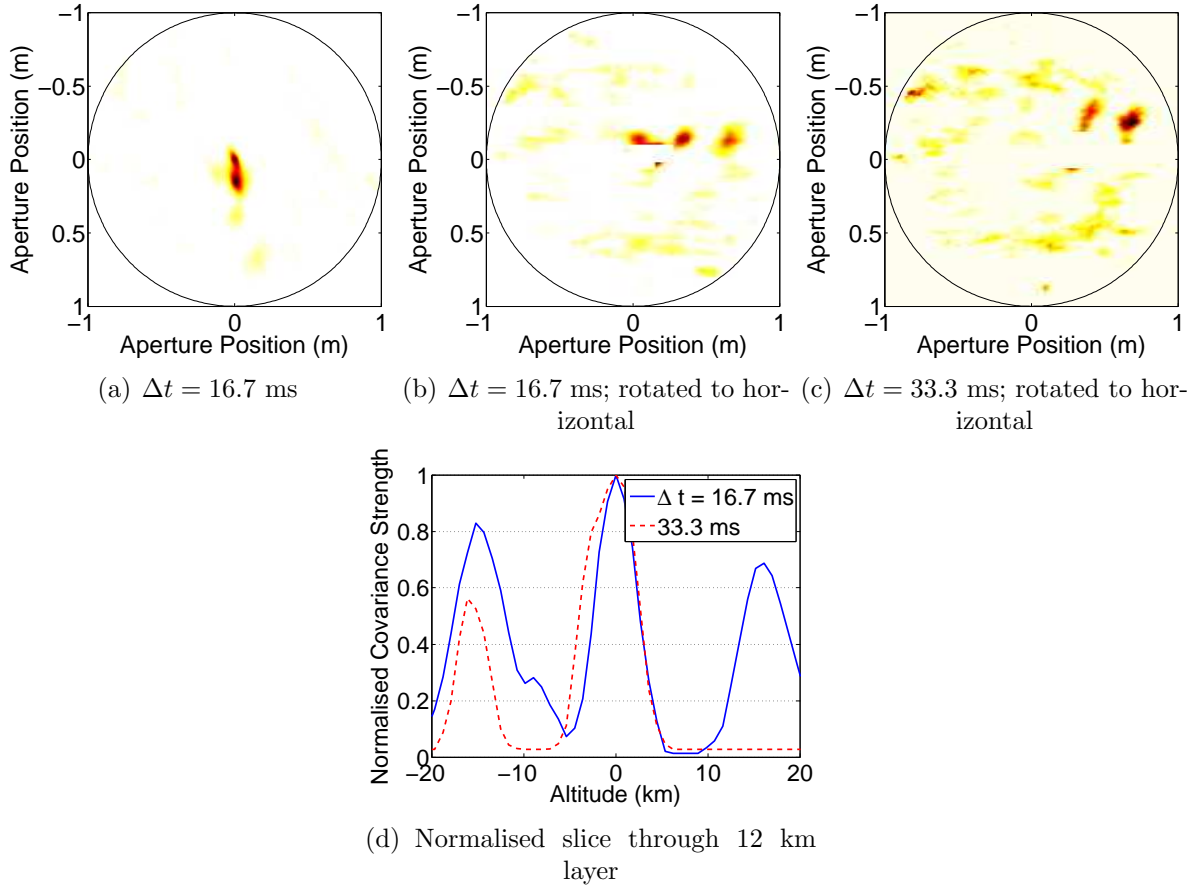 −1
−0.5
0
0.5
1
Aperture Position (m)
−1
0
1
Aperture Position (m)
(a) Δt = 16.7 ms
−1
−0.5
0
0.5
1
Aperture Position (m)
−1
0
1
Aperture Position (m)
(b) Δt = 16.7 ms; rotated to hor-
izontal
−1
−0.5
0
0.5
1
Aperture Position (m)
−1
0
1
Aperture Position (m)
(c) Δt = 33.3 ms; rotated to hor-
izontal
Normalised Covariance Strength
1
0.8
0.6
0.4
0.2
0
Δ t = 16.7 ms
33.3 ms
−20
−10
0
10
20
Altitude (km)
(d) Normalised slice through 12 km
layer